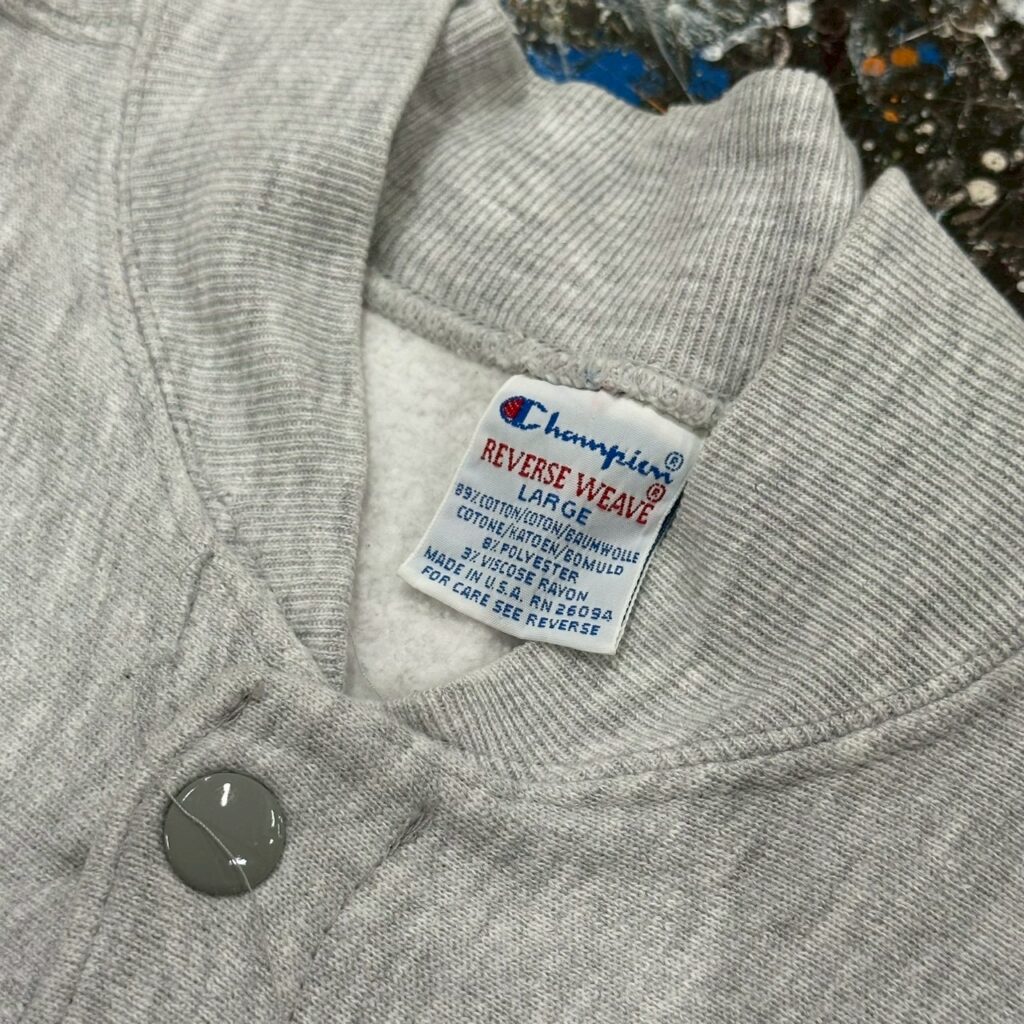 Champion®
REVERSE WEAVE®
LARGE
89% COTTON/COTON/BAUMWOLLE
COTONE/KATOEN/BOMULD
8% POLYESTER
3% VISCOSE RAYON
MADE IN U.S.A. RN 26094
FOR CARE SEE REVERSE